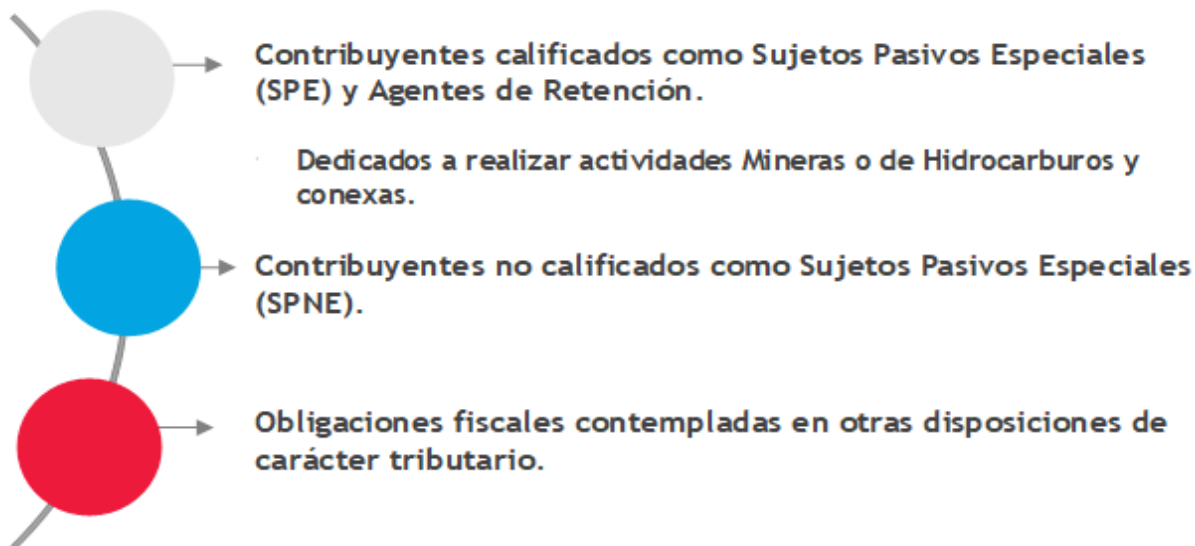 Contribuyentes calificados como Sujetos Pasivos Especiales
(SPE) y Agentes de Retención.
Dedicados a realizar actividades Mineras o de Hidrocarburos y
conexas.
Contribuyentes no calificados como Sujetos Pasivos Especiales
(SPNE).
Obligaciones fiscales contempladas en otras disposiciones de
carácter tributario.